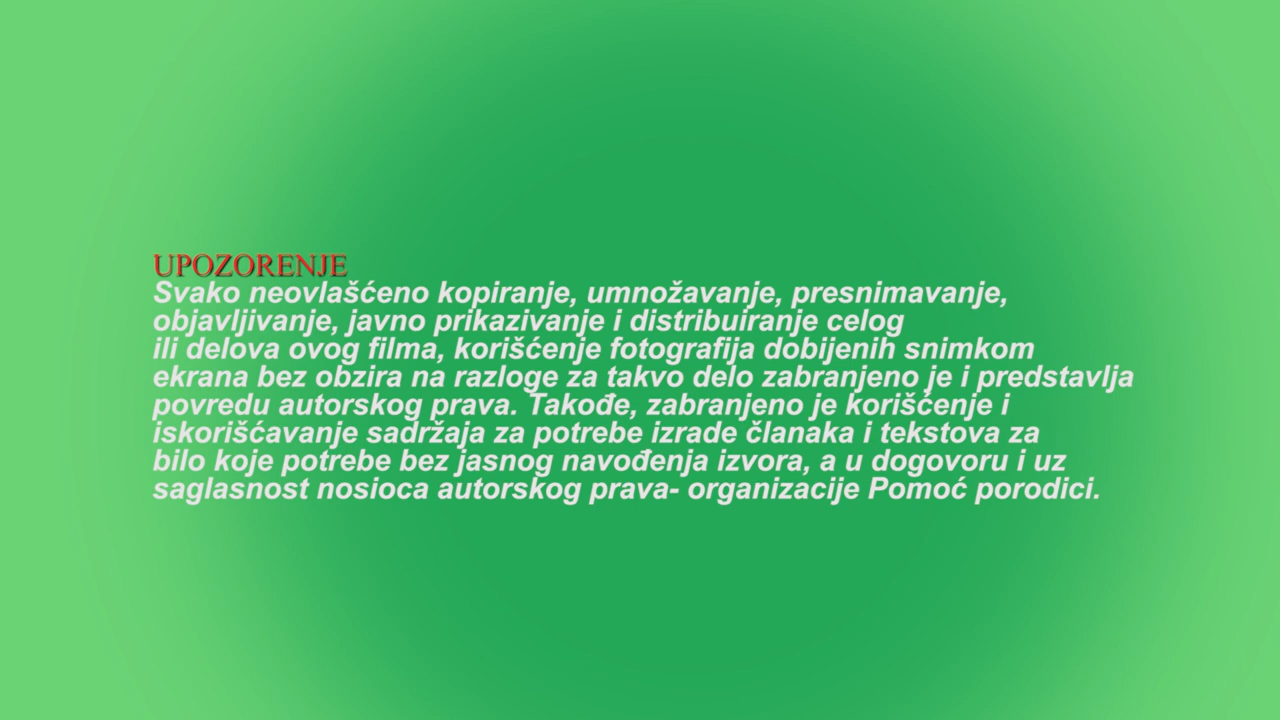 UPOZORENJE
Svako neovlašćeno kopiranje, umnožavanje, presnimavanje,
objavljivanje, javno prikazivanje i distribuiranje celog
ili delova ovog filma, korišćenje fotografija dobijenih snimkom
ekrana bez obzira na razloge za takvo delo zabranjeno je i predstavlja
povredu autorskog prava. Takođe, zabranjeno je korišćenje i
iskorišćavanje sadržaja za potrebe izrade članaka i tekstova za
bilo koje potrebe bez jasnog navođenja izvora, a u dogovoru i uz
saglasnost nosioca autorskog prava- organizacije Pomoć porodici.